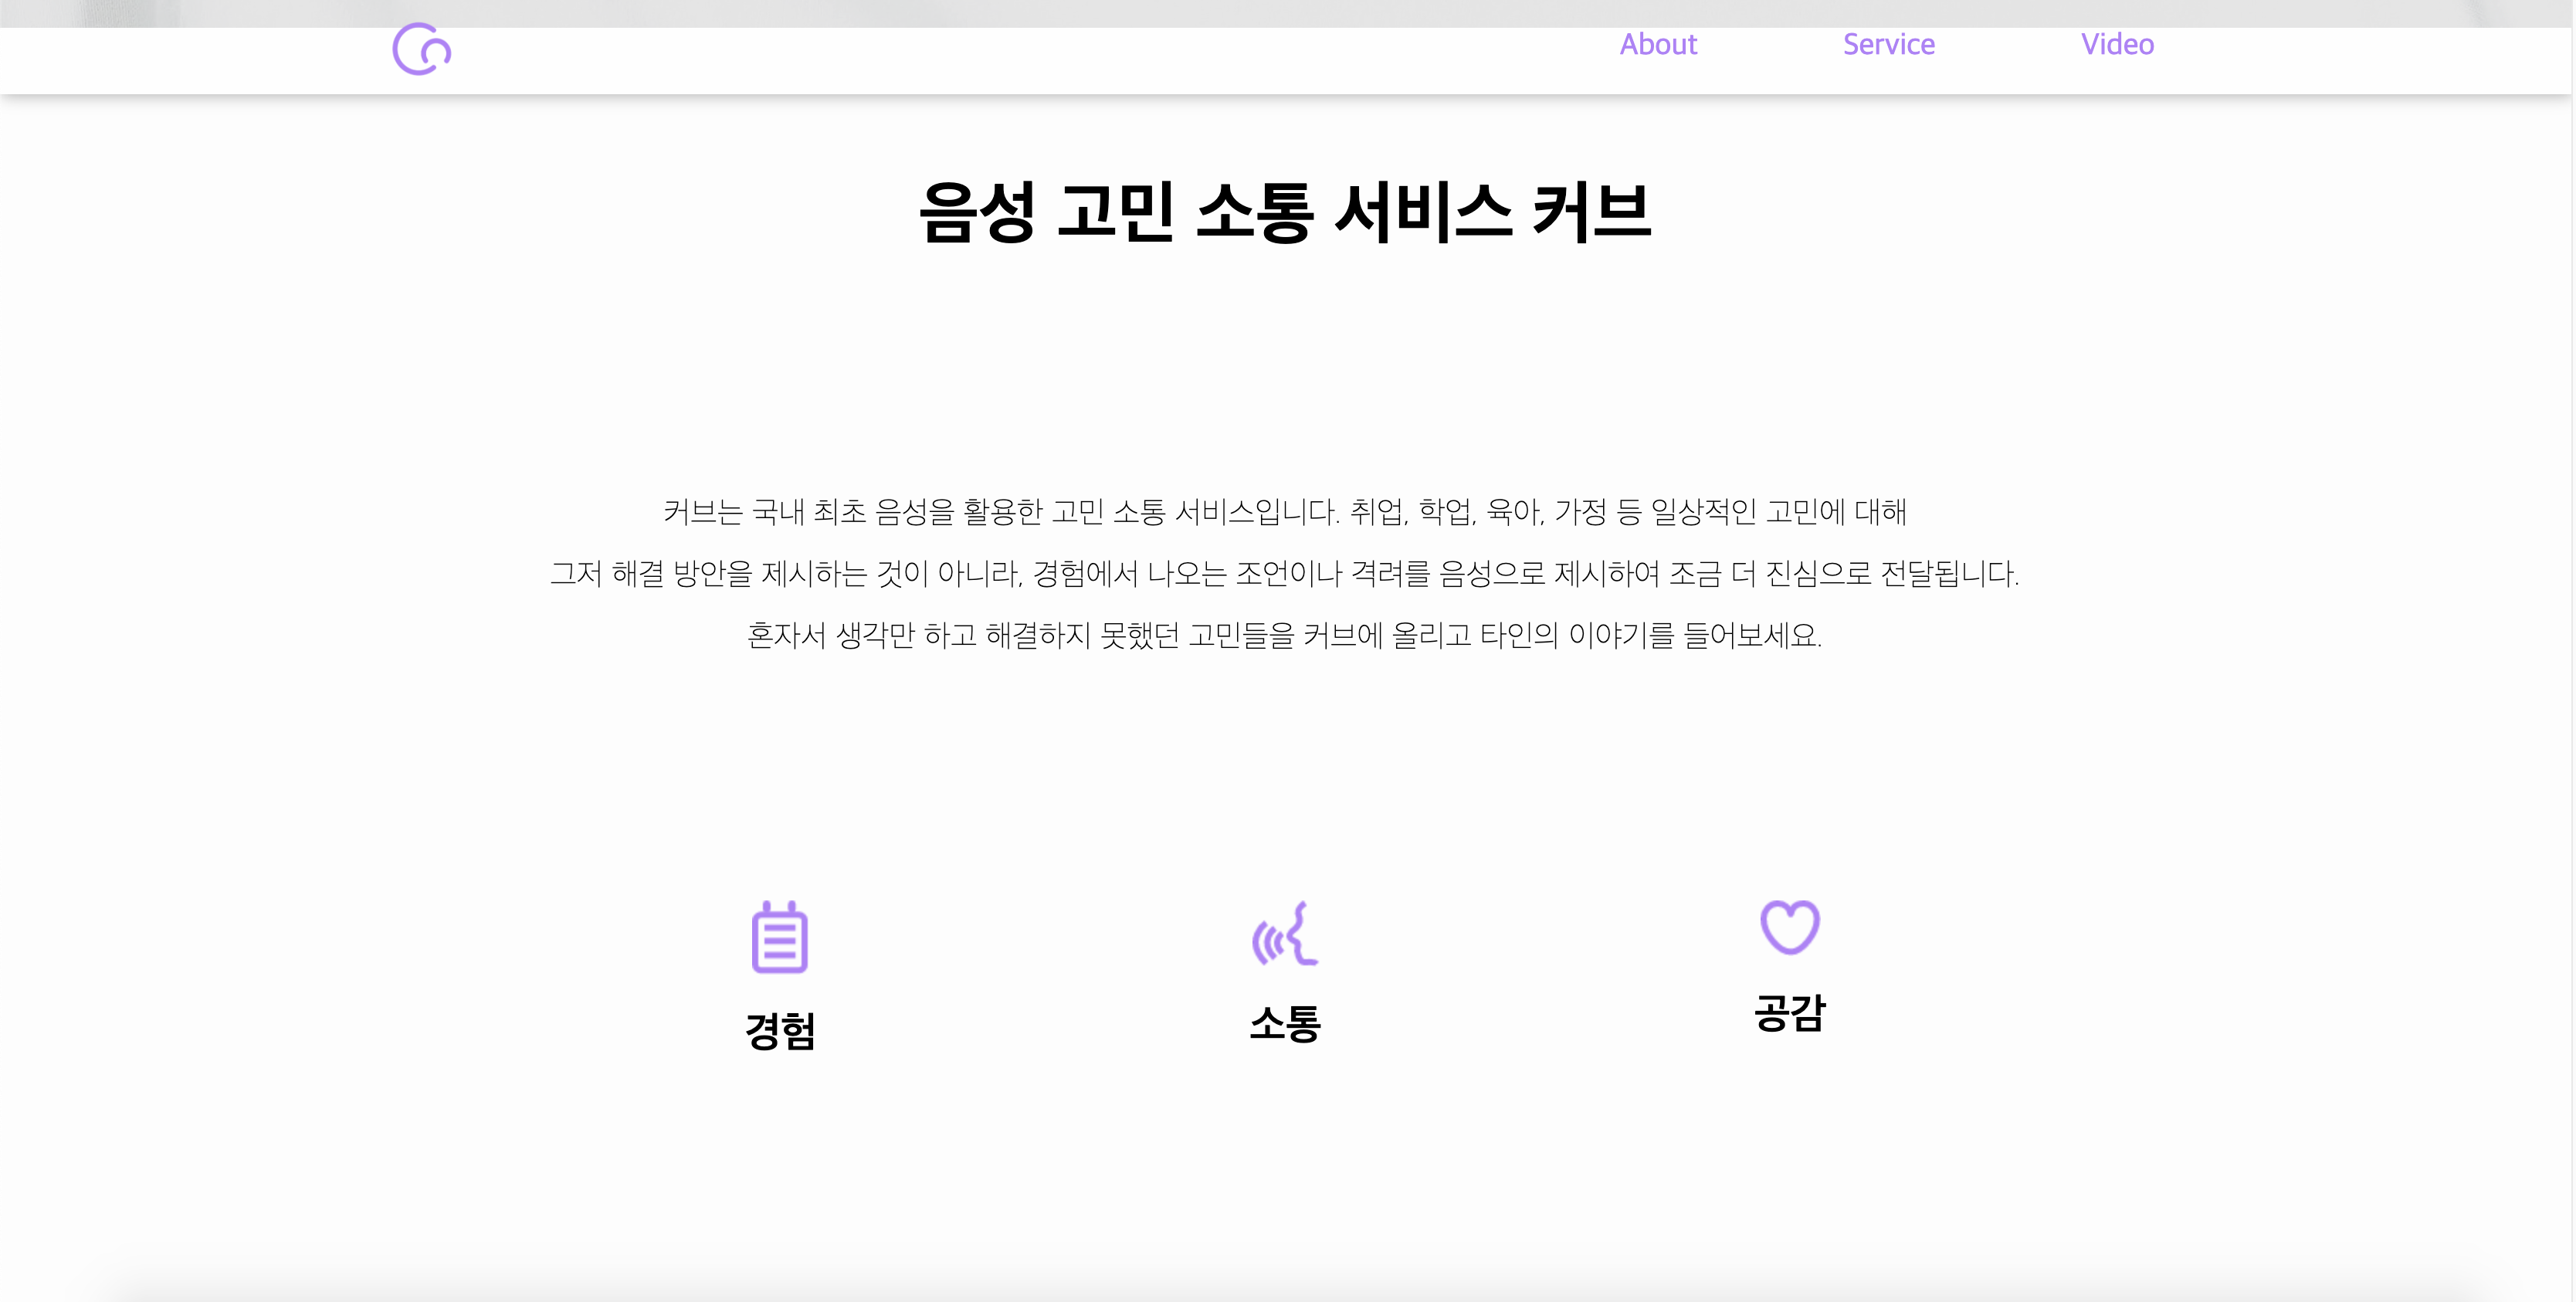 About Service Video
음성 고민 소통 서비스 커브
커브는 국내 최초 음성을 활용한 고민 소통 서비스입니다. 취업, 학업, 육아, 가정 등 일상적인 고민에 대해
그저 해결 방안을 제시하는 것이 아니라, 경험에서 나오는 조언이나 격려를 음성으로 제시하여 조금 더 진심으로 전달됩니다.
혼자서 생각만 하고 해결하지 못했던 고민들을 커브에 올리고 타인의 이야기를 들어보세요.
경험 소통 공감